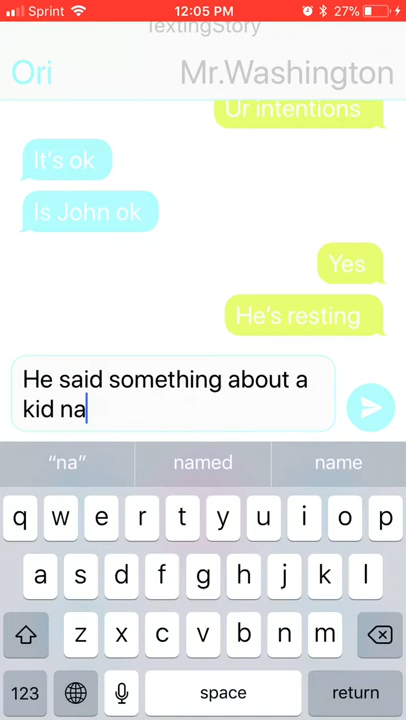 Sprint 12:05 PM 27%
TextingStory
Ori Mr.Washington
Ur intentions
It's ok
Is John ok
Yes
He's resting
He said something about a
kid na
"na" named name
q w e r t y u i o p
a s d f g h j k l
z x c v b n m
123 space return